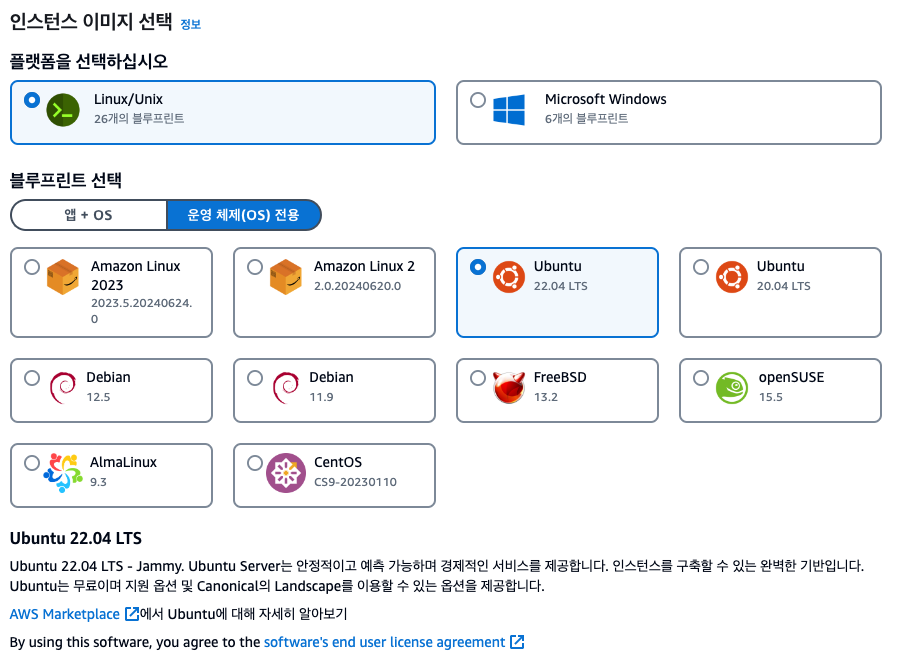 인스턴스 이미지 선택 정보
플랫폼을 선택하십시오
Linux/Unix
26개의 블루프린트
Microsoft Windows
6개의 블루프린트
블루프린트 선택
앱 + OS
운영 체제(OS) 전용
Amazon Linux
2023
2023.5.20240624.
0
Amazon Linux 2
2.0.20240620.0
Ubuntu
22.04 LTS
Ubuntu
20.04 LTS
Debian
12.5
Debian
11.9
FreeBSD
13.2
openSUSE
15.5
AlmaLinux
9.3
CentOS
CS9-20230110
Ubuntu 22.04 LTS
Ubuntu 22.04 LTS - Jammy. Ubuntu Server는 안정적이고 예측 가능하며 경제적인 서비스를 제공합니다. 인스턴스를 구축할 수 있는 완벽한 기반입니다.
Ubuntu는 무료이며 지원 옵션 및 Canonical의 Landscape를 이용할 수 있는 옵션을 제공합니다.
AWS Marketplace에서 Ubuntu에 대해 자세히 알아보기
By using this software, you agree to the software's end user license agreement